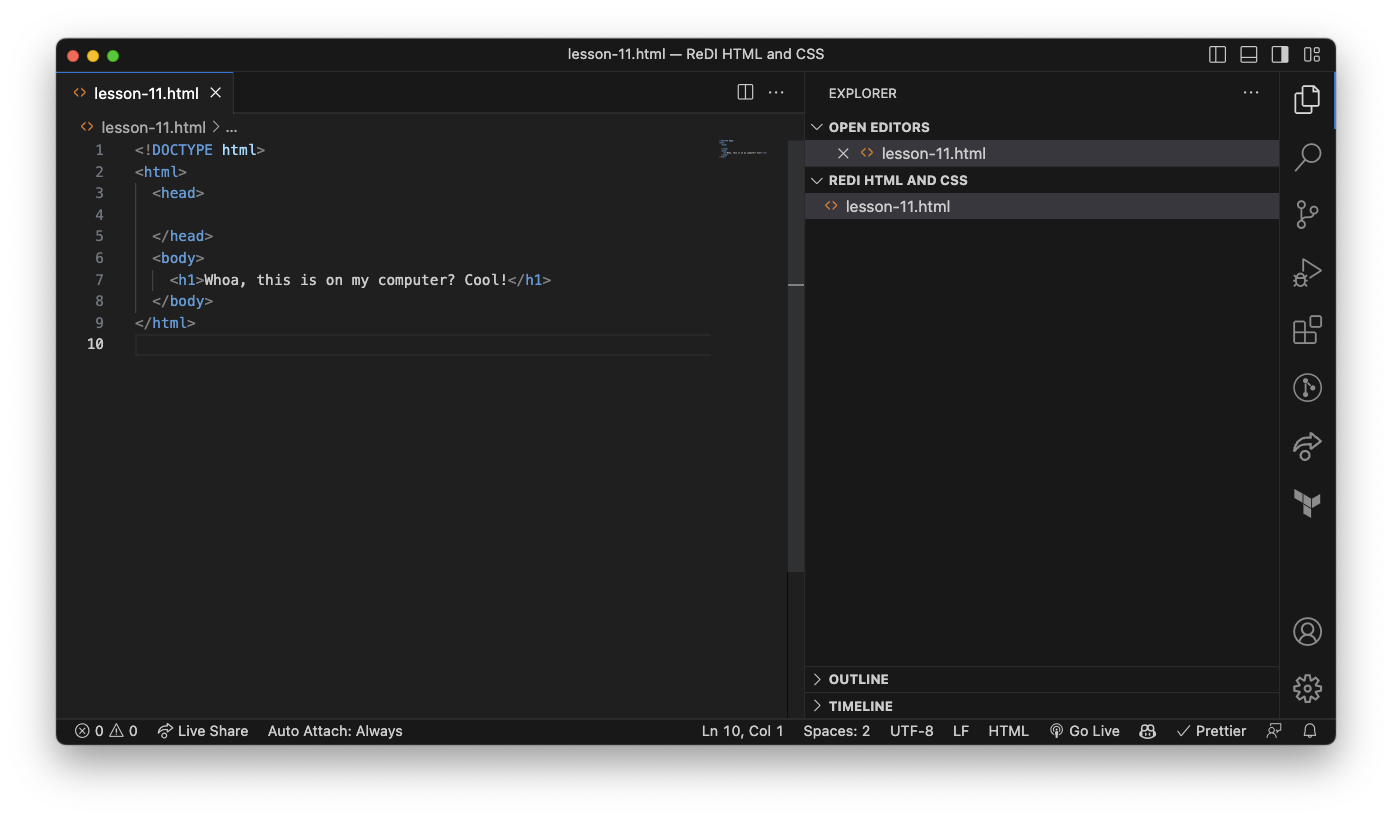 lesson-11.html — ReDI HTML and CSS
lesson-11.html
lesson-11.html > ...
1 <!DOCTYPE html>
2 <html>
3 <head>
4
5 </head>
6 <body>
7 <h1>Whoa, this is on my computer? Cool!</h1>
8 </body>
9 </html>
10
EXPLORER
OPEN EDITORS
lesson-11.html
REDI HTML AND CSS
lesson-11.html
OUTLINE
TIMELINE
0 0 Live Share Auto Attach: Always Ln 10, Col 1 Spaces: 2 UTF-8 LF HTML Go Live Prettier